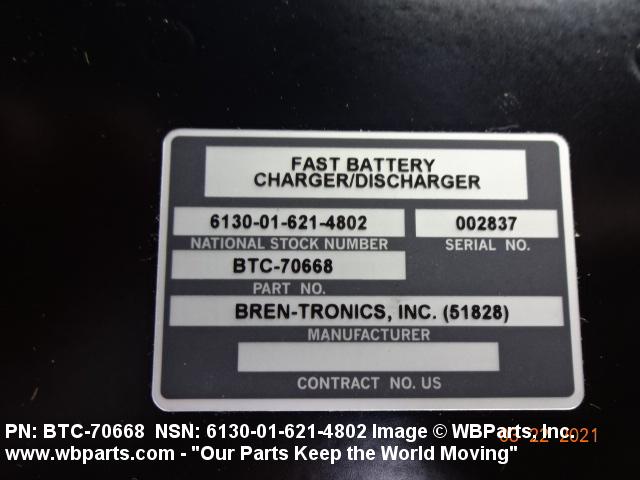 FAST BATTERY
CHARGER/DISCHARGER
6130-01-621-4802 002837
NATIONAL STOCK NUMBER SERIAL NO.
BTC-70668
PART NO.
BREN-TRONICS, INC. (51828)
MANUFACTURER
CONTRACT NO. US
PN: BTC-70668 NSN: 6130-01-621-4802 Image © WBParts, Inc.
22 2021
www.wbparts.com - "Our Parts Keep the World Moving"